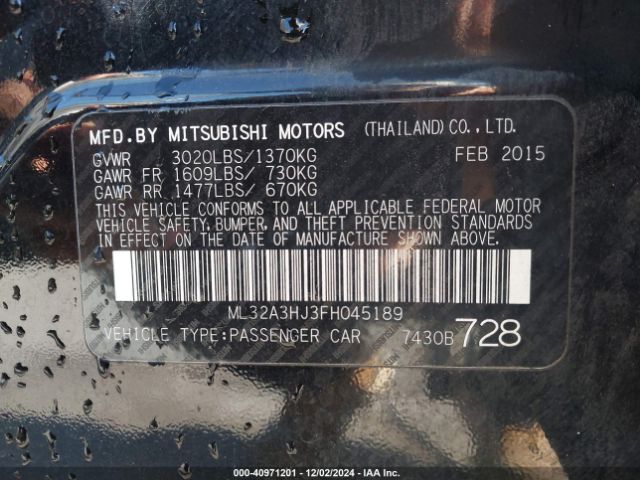 MFD.BY MITSUBISHI MOTORS (THAILAND) CO., LTD.
GVWR 3020LBS/1370KG FEB 2015
GAWR FR 1609LBS/ 730KG
GAWR RR 1477LBS/ 670KG
THIS VEHICLE CONFORMS TO ALL APPLICABLE FEDERAL MOTOR
VEHICLE SAFETY, BUMPER, AND THEFT PREVENTION STANDARDS
IN EFFECT ON THE DATE OF MANUFACTURE SHOWN ABOVE.
ML32A3HJ3FH045189
VEHICLE TYPE:PASSENGER CAR 7430B 728
000-40971201 - 12/02/2024 - IAA Inc.